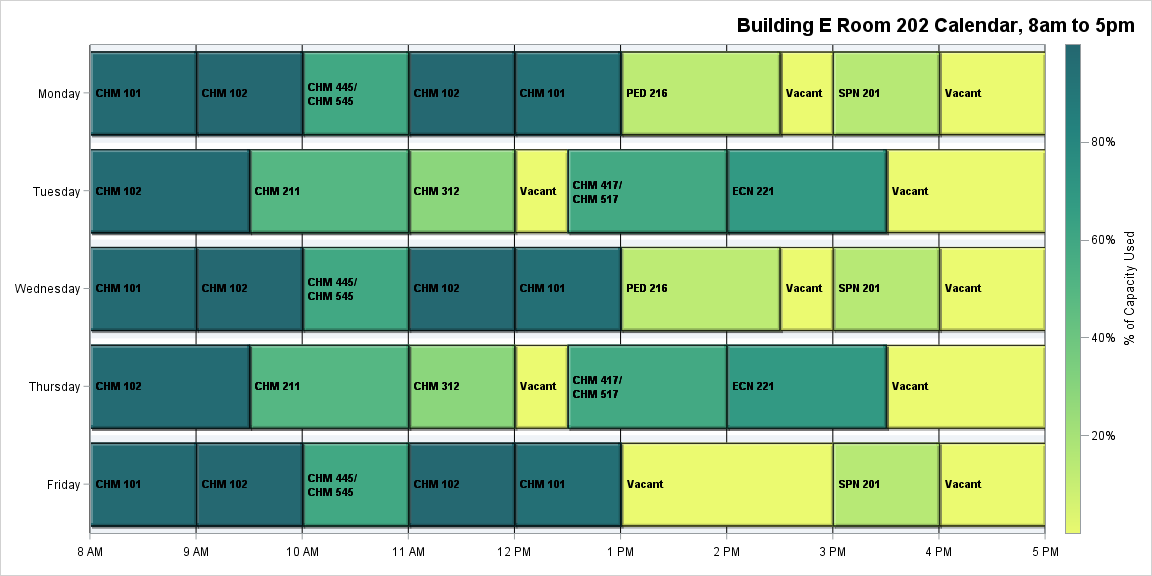 Building E Room 202 Calendar, 8am to 5pm
Monday
CHM 101
CHM 102
CHM 445/
CHM 545
CHM 102
CHM 101
PED 216
Vacant
SPN 201
Vacant
Tuesday
CHM 102
CHM 211
CHM 312
Vacant
CHM 417/
CHM 517
ECN 221
Vacant
Wednesday
CHM 101
CHM 102
CHM 445/
CHM 545
CHM 102
CHM 101
PED 216
Vacant
SPN 201
Vacant
Thursday
CHM 102
CHM 211
CHM 312
Vacant
CHM 417/
CHM 517
ECN 221
Vacant
Friday
CHM 101
CHM 102
CHM 445/
CHM 545
CHM 102
CHM 101
Vacant
SPN 201
Vacant
8 AM
9 AM
10 AM
11 AM
12 PM
1 PM
2 PM
3 PM
4 PM
5 PM
80%
60%
40%
20%
% of Capacity Used